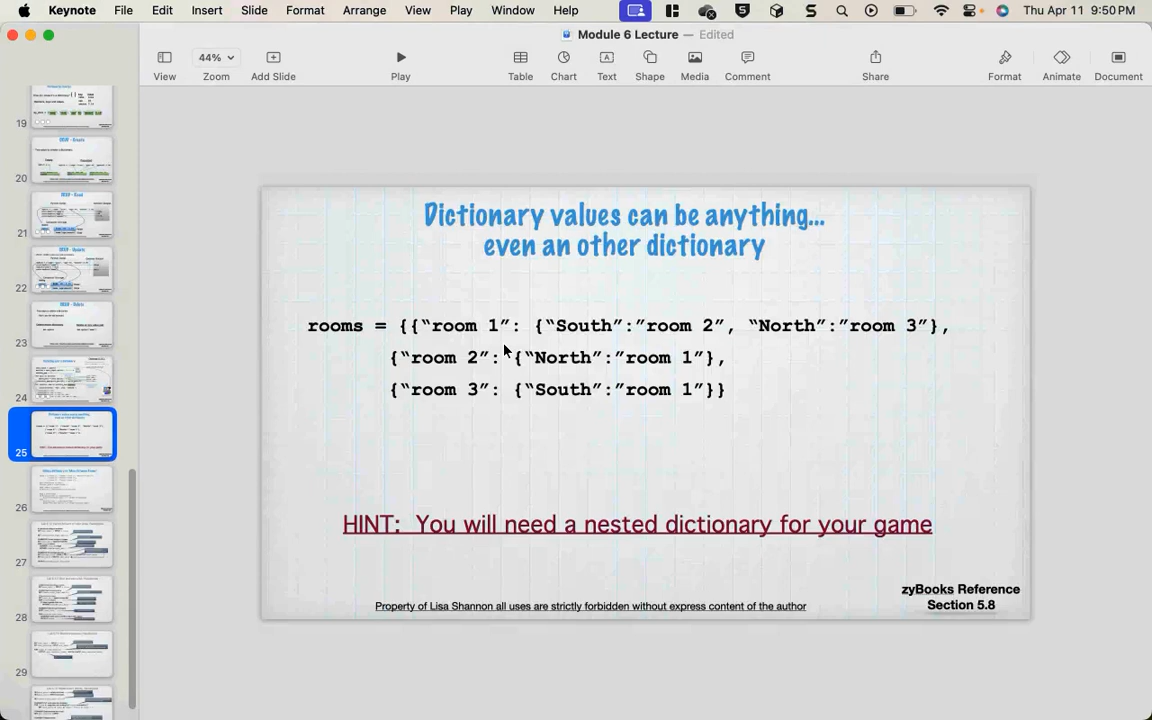 Keynote File Edit Insert Slide Format Arrange View Play Window Help Thu Apr 11 9:50 PM
Module 6 Lecture — Edited
44%
View Zoom Add Slide Play Table Chart Text Shape Media Comment Share Format Animate Document
19
20
21
22
23
24
25
26
27
28
29
Dictionary values can be anything...
even an other dictionary
rooms = {{“room 1”: {“South”:”room 2”, “North”:”room 3”},
{“room 2”: {“North”:”room 1”},
{“room 3”: {“South”:”room 1”}}
HINT: You will need a nested dictionary for your game
zyBooks Reference
Section 5.8
Property of Lisa Shannon all uses are strictly forbidden without express content of the author